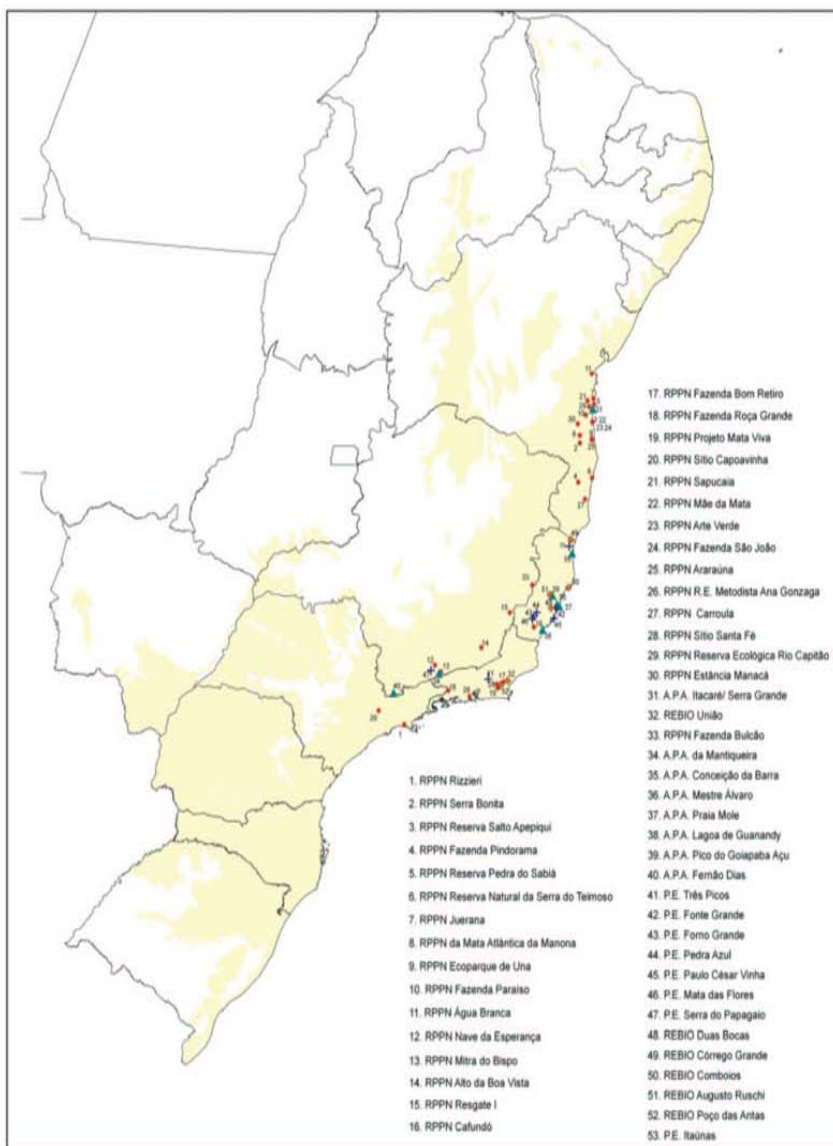 1. RPPN Rizzieri
2. RPPN Serra Bonita
3. RPPN Reserva Salto Apepiqui
4. RPPN Fazenda Pindorama
5. RPPN Reserva Pedra do Sabiá
6. RPPN Reserva Natural da Serra do Teimoso
7. RPPN Juerana
8. RPPN da Mata Atlântica da Manona
9. RPPN Ecoparque de Una
10. RPPN Fazenda Paraiso
11. RPPN Água Branca
12. RPPN Nave da Esperança
13. RPPN Mitra do Bispo
14. RPPN Alto da Boa Vista
15. RPPN Resgate I
16. RPPN Cafundó
17. RPPN Fazenda Bom Retiro
18. RPPN Fazenda Roça Grande
19. RPPN Projeto Mata Viva
20. RPPN Sítio Capoavinha
21. RPPN Sapucaia
22. RPPN Mãe da Mata
23. RPPN Arte Verde
24. RPPN Fazenda São João
25. RPPN Araraúna
26. RPPN R.E. Metodista Ana Gonzaga
27. RPPN Carroula
28. RPPN Sítio Santa Fé
29. RPPN Reserva Ecológica Rio Capitão
30. RPPN Estância Manacá
31. A.P.A. Itacaré/ Serra Grande
32. REBIO União
33. RPPN Fazenda Bulcão
34. A.P.A. da Mantiqueira
35. A.P.A. Conceição da Barra
36. A.P.A. Mestre Álvaro
37. A.P.A. Praia Mole
38. A.P.A. Lagoa de Guanandy
39. A.P.A. Pico do Goiapaba Açu
40. A.P.A. Fernão Dias
41. P.E. Três Picos
42. P.E. Fonte Grande
43. P.E. Forno Grande
44. P.E. Pedra Azul
45. P.E. Paulo César Vinha
46. P.E. Mata das Flores
47. P.E. Serra do Papagaio
48. REBIO Duas Bocas
49. REBIO Córrego Grande
50. REBIO Comboios
51. REBIO Augusto Ruschi
52. REBIO Poço das Antas
53. P.E. Itaúnas